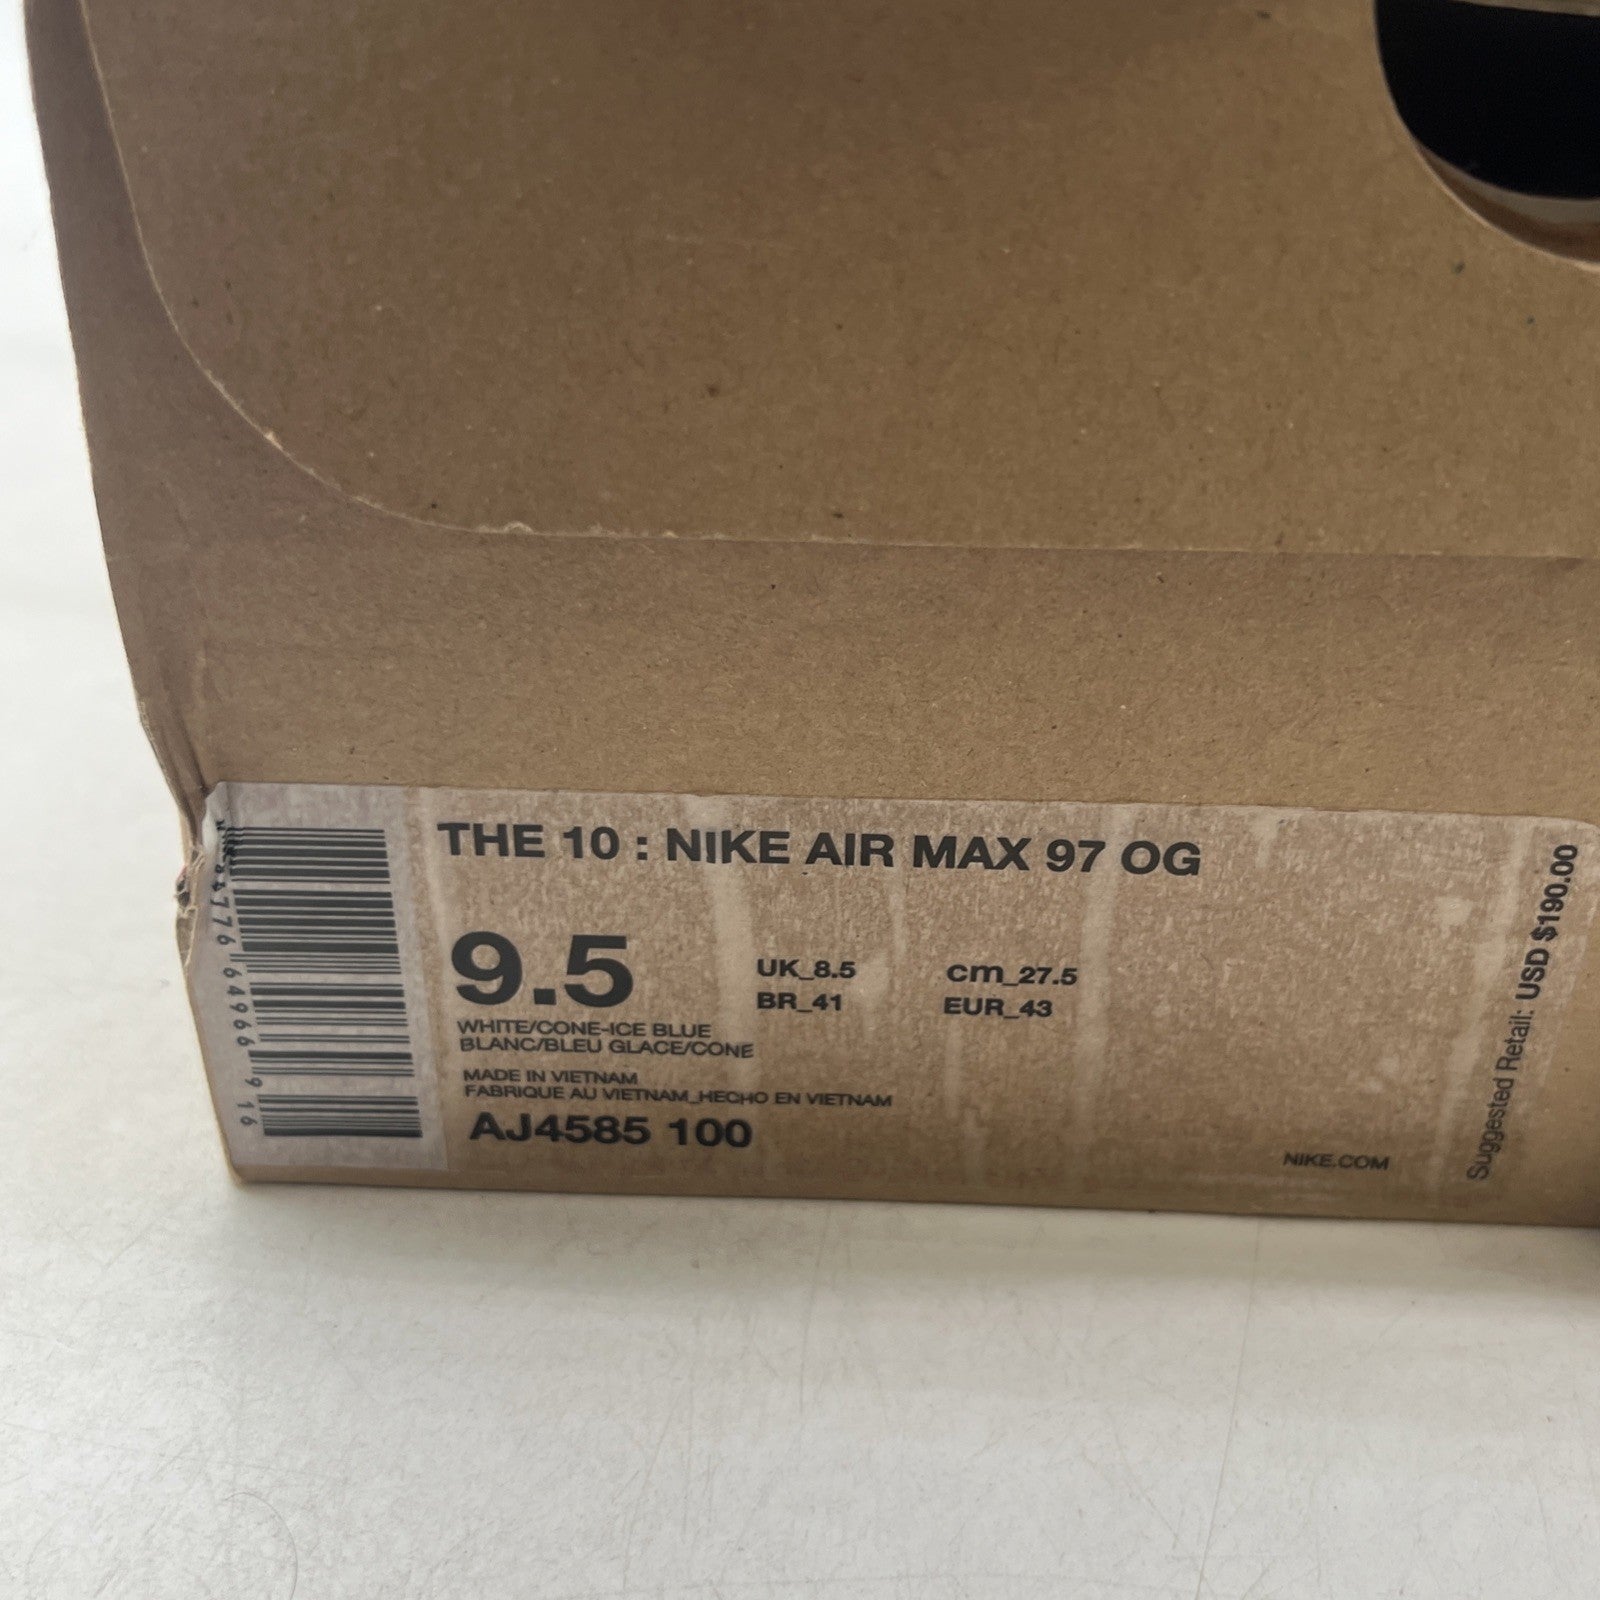 THE 10 : NIKE AIR MAX 97 OG
9.5
UK_8.5
BR_41
cm_27.5
EUR_43
WHITE/CONE-ICE BLUE
BLANC/BLEU GLACE/CONE
MADE IN VIETNAM
FABRIQUE AU VIETNAM_HECHO EN VIETNAM
AJ4585 100
NIKE.COM
Suggested Retail: USD $190.00
64966 916